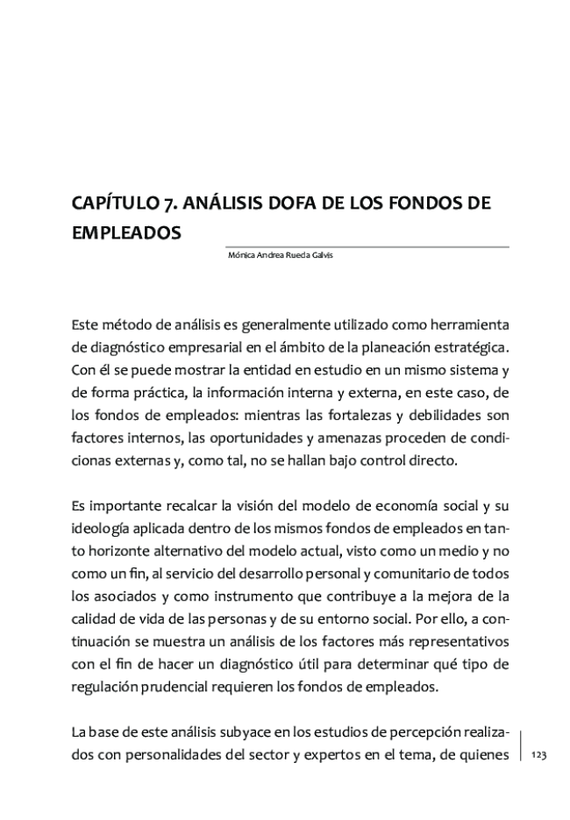 CAPÍTULO 7. ANÁLISIS DOFA DE LOS FONDOS DE
EMPLEADOS
Mónica Andrea Rueda Galvis
Este método de análisis es generalmente utilizado como herramienta
de diagnóstico empresarial en el ámbito de la planeación estratégica.
Con él se puede mostrar la entidad en estudio en un mismo sistema y
de forma práctica, la información interna y externa, en este caso, de
los fondos de empleados: mientras las fortalezas y debilidades son
factores internos, las oportunidades y amenazas proceden de condi-
cionas externas y, como tal, no se hallan bajo control directo.
Es importante recalcar la visión del modelo de economía social y su
ideología aplicada dentro de los mismos fondos de empleados en tan-
to horizonte alternativo del modelo actual, visto como un medio y no
como un fin, al servicio del desarrollo personal y comunitario de todos
los asociados y como instrumento que contribuye a la mejora de la
calidad de vida de las personas y de su entorno social. Por ello, a con-
tinuación se muestra un análisis de los factores más representativos
con el fin de hacer un diagnóstico útil para determinar qué tipo de
regulación prudencial requieren los fondos de empleados.
La base de este análisis subyace en los estudios de percepción realiza-
dos con personalidades del sector y expertos en el tema, de quienes
123